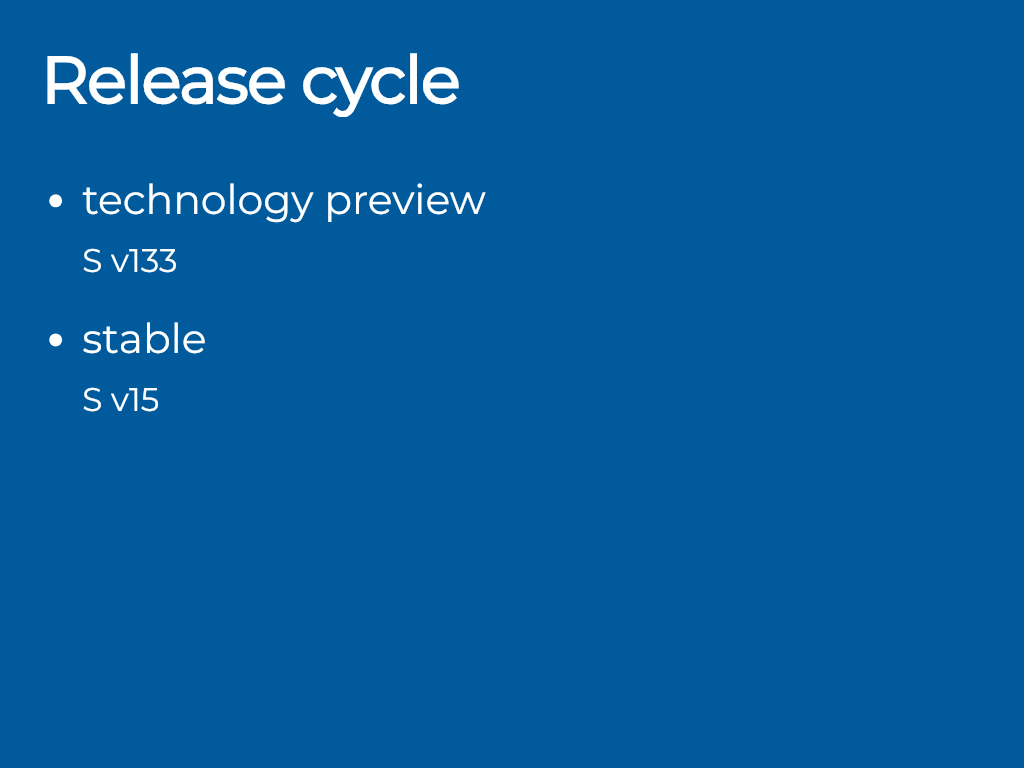 Release cycle
• technology preview
S v133
• stable
S v15